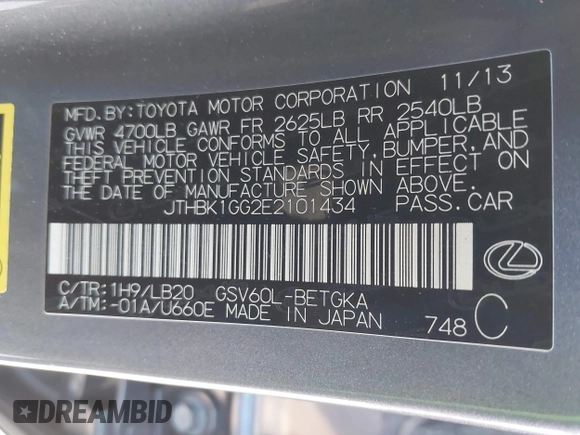 MFD. BY: TOYOTA MOTOR CORPORATION 11/13
GVWR 4700LB GAWR FR 2625LB RR 2540LB
THIS VEHICLE CONFORMS TO ALL APPLICABLE
FEDERAL MOTOR VEHICLE SAFETY, BUMPER, AND
THEFT PREVENTION STANDARDS IN EFFECT ON
THE DATE OF MANUFACTURE SHOWN ABOVE.
JTHBK1GG2E2101434 PASS. CAR
C/TR: 1H9/LB20 GSV60L-BETGKA
A/TM: -01A/U660E MADE IN JAPAN 748 C
DREAMBID